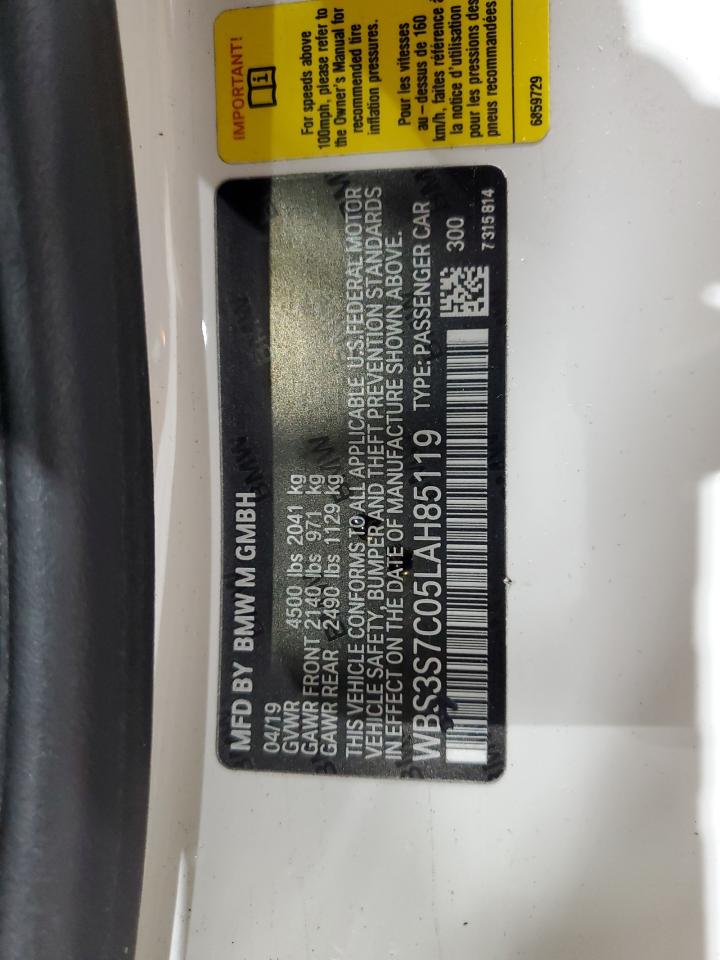 MFD BY BMW M GMBH
04/19
GVWR 4500 lbs 2041 kg
GAWR FRONT 2140 lbs 971 kg
GAWR REAR 2490 lbs 1129 kg
THIS VEHICLE CONFORMS TO ALL APPLICABLE U.S.FEDERAL MOTOR
VEHICLE SAFETY, BUMPER AND THEFT PREVENTION STANDARDS
IN EFFECT ON THE DATE OF MANUFACTURE SHOWN ABOVE.
WBS3S7C05LAH85119 TYPE: PASSENGER CAR
300
7 315 814
IMPORTANT!
For speeds above
100mph, please refer to
the Owner's Manual for
recommended tire
inflation pressures.
Pour les vitesses
au-dessus de 160
km/h, faites référence à
la notice d'utilisation
pour les pressions des
pneus recommandées
6859729